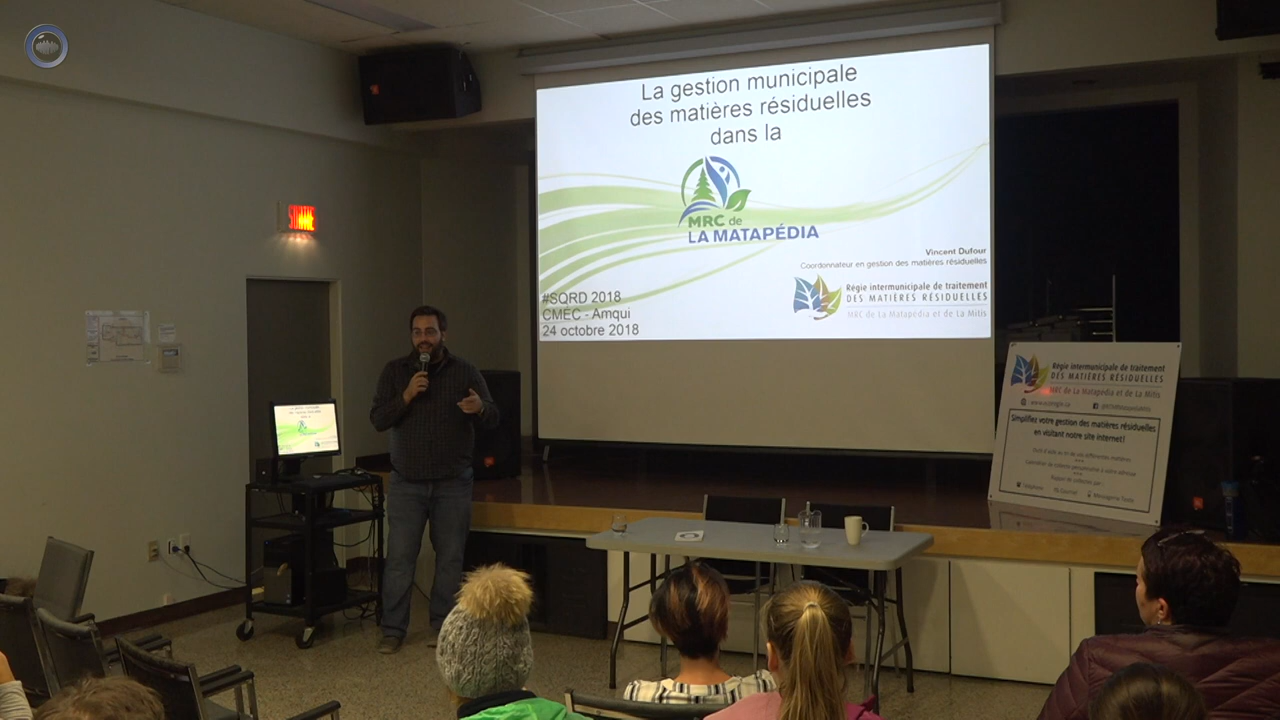 La gestion municipale
des matières résiduelles
dans la
MRC de
LA MATAPÉDIA
Vincent Dufour
Coordonnateur en gestion des matières résiduelles
Régie intermunicipale de traitement
DES MATIÈRES RÉSIDUELLES
MRC de La Matapédia et de La Mitis
#SQRD 2018
CMÉC - Amqui
24 octobre 2018
SORTIE
Régie intermunicipale de traitement
DES MATIÈRES RÉSIDUELLES
MRC de La Matapédia et de La Mitis
Simplifiez votre gestion des matières résiduelles
en visitant notre site internet!